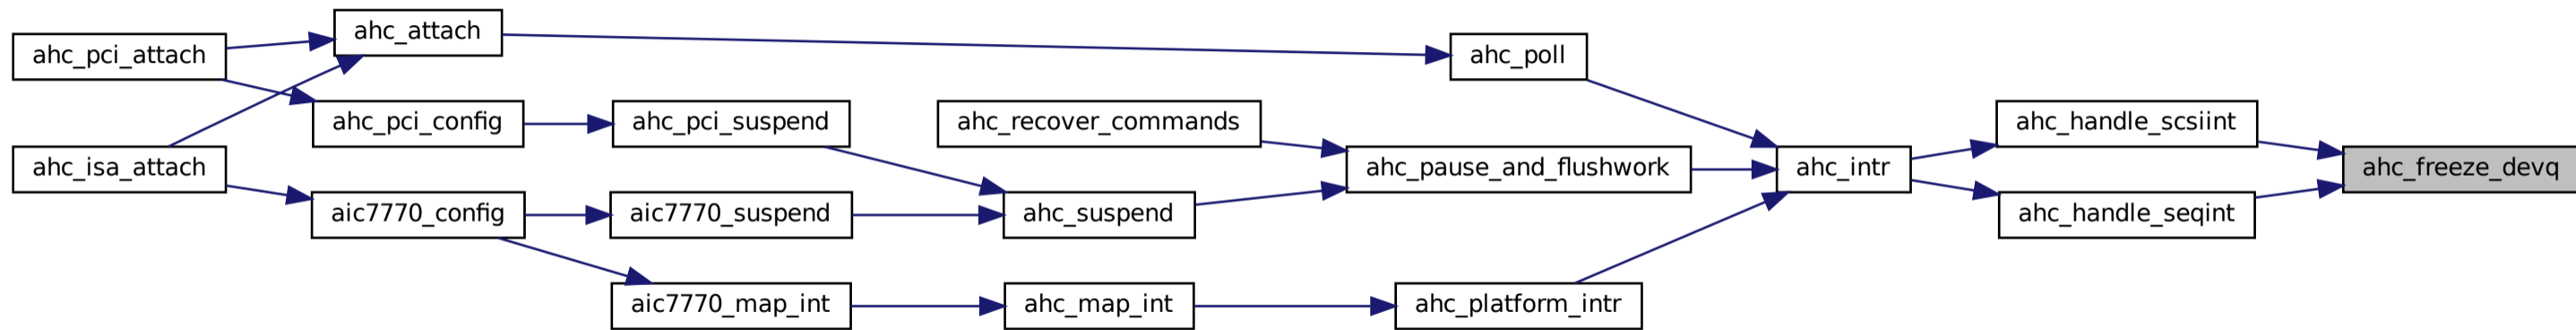 ahc_attach
ahc_pci_attach
ahc_poll
ahc_pci_config
ahc_pci_suspend
ahc_recover_commands
ahc_handle_scsiint
ahc_isa_attach
ahc_pause_and_flushwork
ahc_intr
ahc_freeze_devq
aic7770_config
aic7770_suspend
ahc_suspend
ahc_handle_seqint
aic7770_map_int
ahc_map_int
ahc_platform_intr